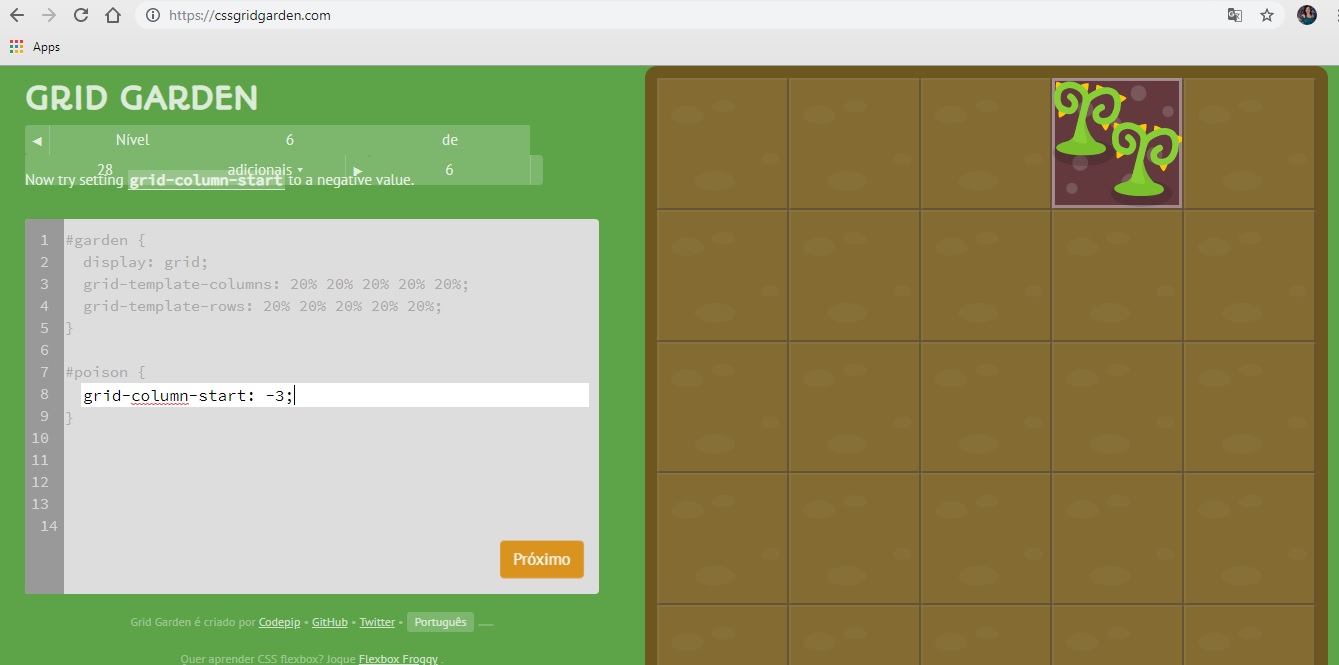 https://cssgridgarden.com
Apps
GRID GARDEN
◀ Nível 6 de
28 adicionais ▾ ▶ 6
Now try setting grid-column-start to a negative value.
1 #garden {
2 display: grid;
3 grid-template-columns: 20% 20% 20% 20% 20%;
4 grid-template-rows: 20% 20% 20% 20% 20%;
5 }
6
7 #poison {
8 grid-column-start: -3;
9 }
10
11
12
13
14
Próximo
Grid Garden é criado por Codepip • GitHub • Twitter • Português
Quer aprender CSS flexbox? Jogue Flexbox Froggy .